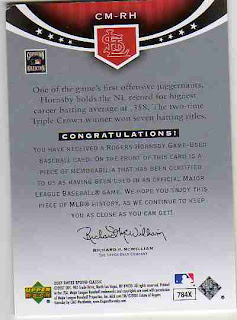 CM-RH
One of the game's first offensive juggernauts,
Hornsby holds the NL record for highest
career batting average at .358. The two-time
Triple Crown winner won seven batting titles.
CONGRATULATIONS!
YOU HAVE RECEIVED A ROGERS HORNSBY GAME-USED
BASEBALL CARD. ON THE FRONT OF THIS CARD IS A
PIECE OF MEMORABILIA THAT HAS BEEN CERTIFIED
TO US AS HAVING BEEN USED IN AN OFFICIAL MAJOR
LEAGUE BASEBALL® GAME. WE HOPE YOU ENJOY THIS
PIECE OF MLB® HISTORY, AS WE CONTINUE TO KEEP
YOU AS CLOSE AS YOU CAN GET!
Richard McWilliam
RICHARD P. MCWILLIAM
THE UPPER DECK COMPANY
UPPER DECK
784X